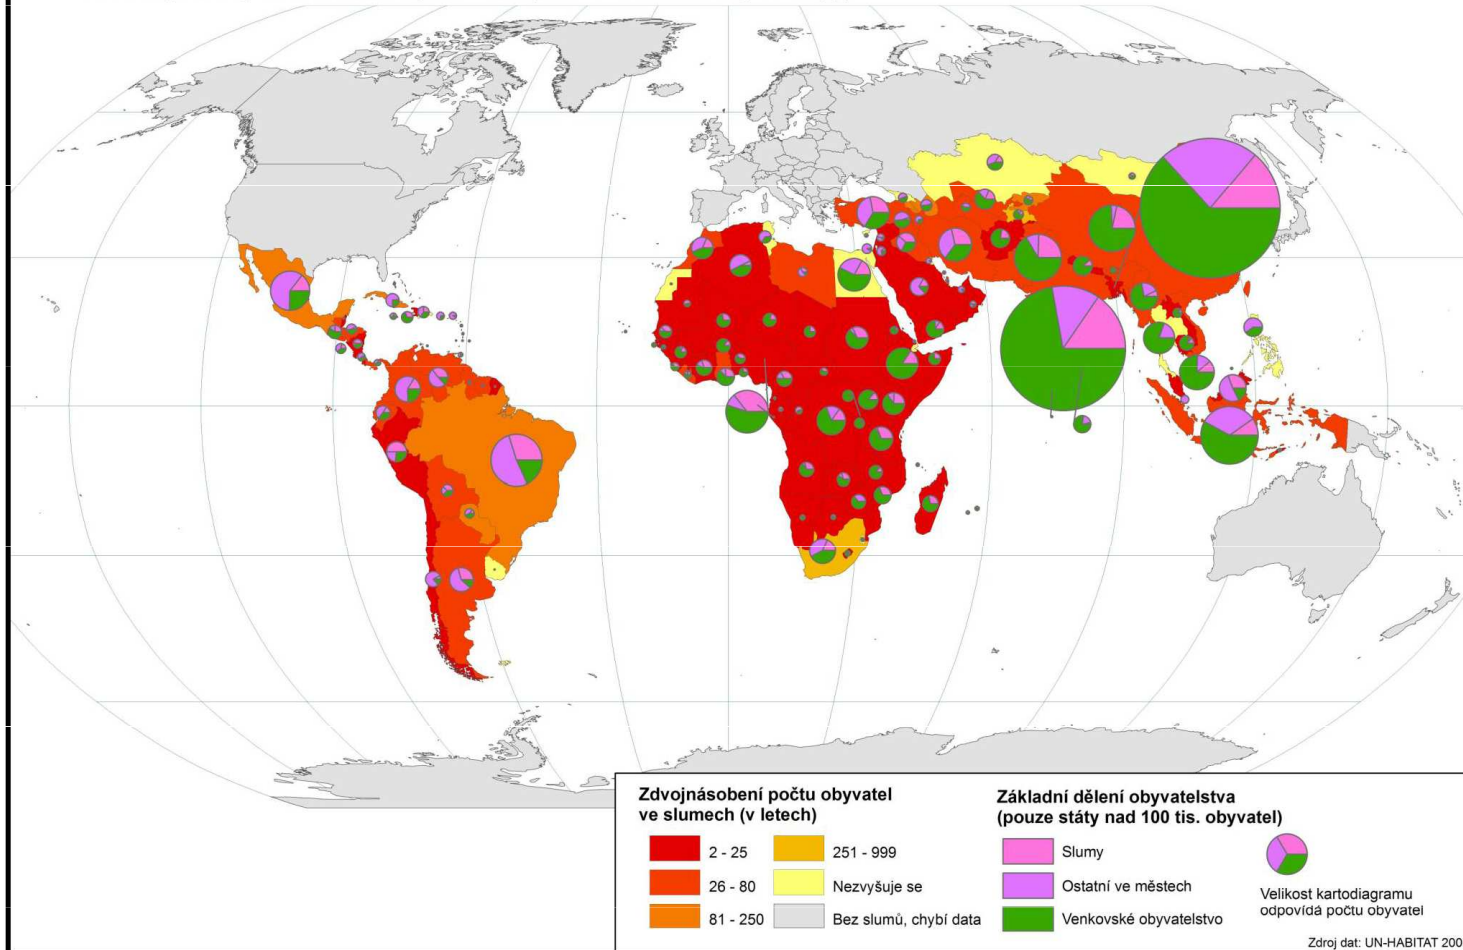 Zdvojnásobení počtu obyvatel
ve slumech (v letech)
2 - 25
26 - 80
81 - 250
251 - 999
Nezvyšuje se
Bez slumů, chybí data
Základní dělení obyvatelstva
(pouze státy nad 100 tis. obyvatel)
Slumy
Ostatní ve městech
Venkovské obyvatelstvo
Velikost kartodiagramu
odpovídá počtu obyvatel
Zdroj dat: UN-HABITAT 200